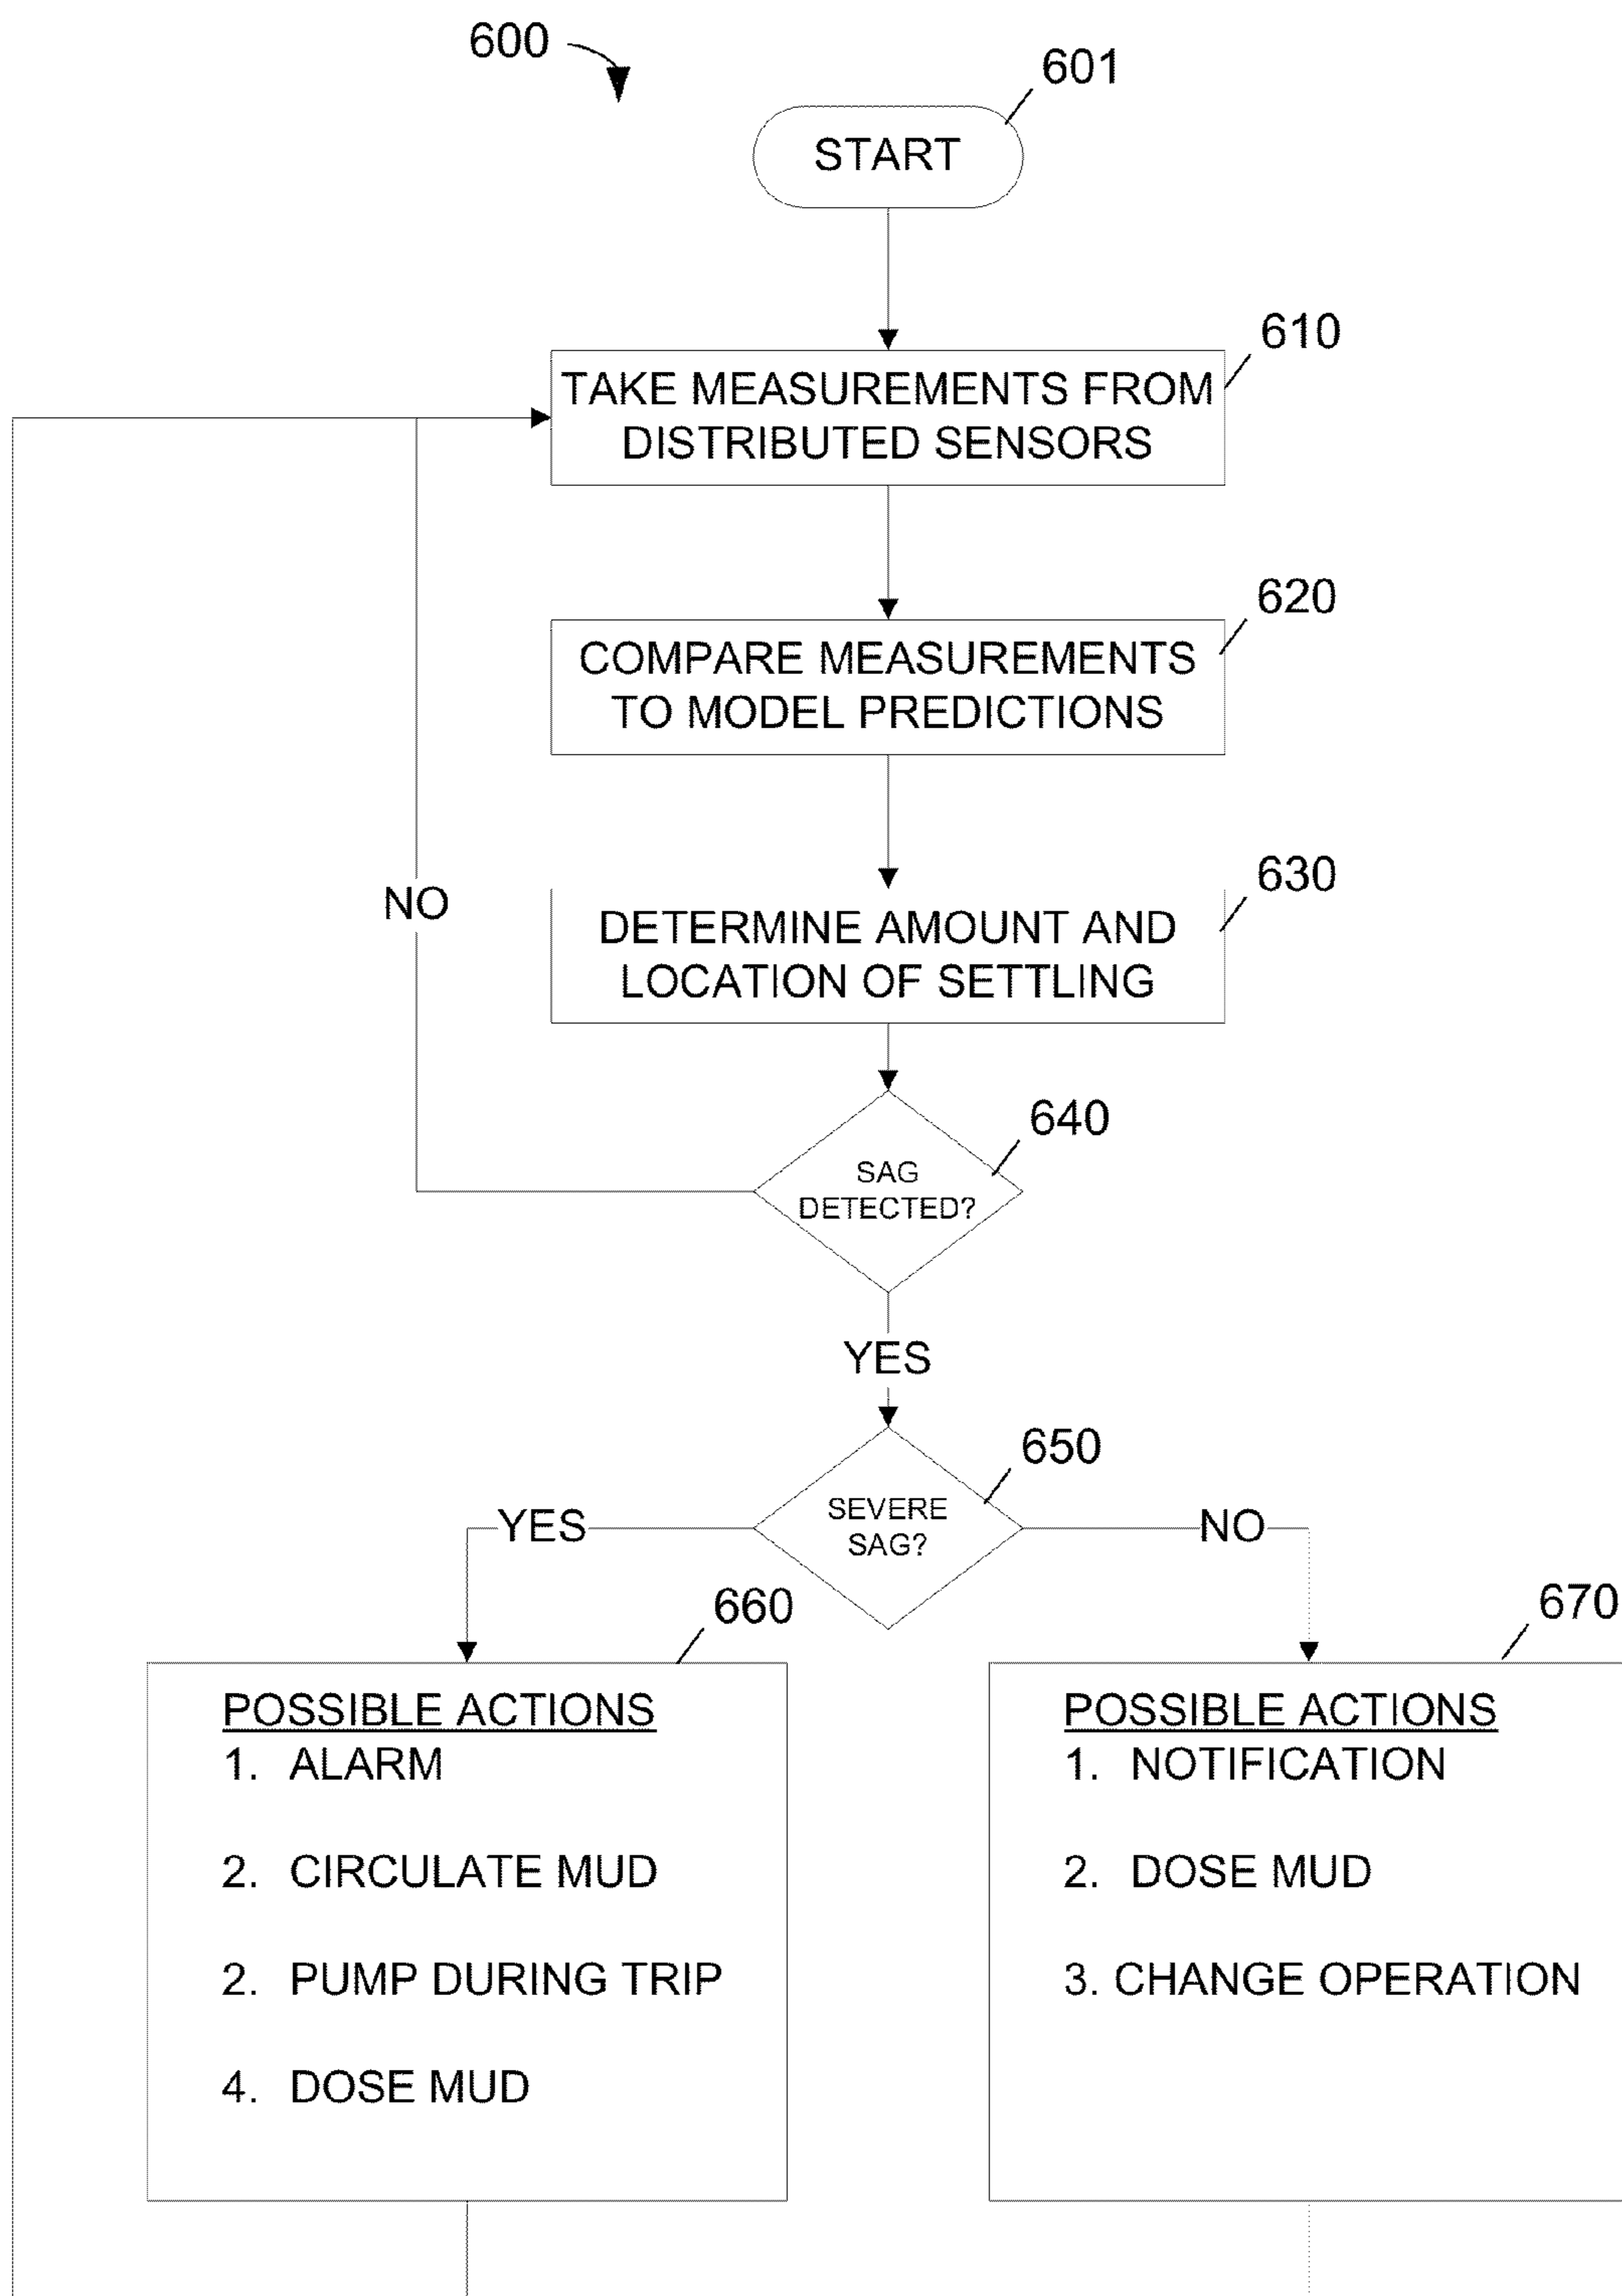 600
601
START
610
TAKE MEASUREMENTS FROM
DISTRIBUTED SENSORS
620
COMPARE MEASUREMENTS
TO MODEL PREDICTIONS
630
NO
DETERMINE AMOUNT AND
LOCATION OF SETTLING
640
SAG
DETECTED?
YES
650
YES
SEVERE
SAG?
NO
660
670
POSSIBLE ACTIONS
1. ALARM
2. CIRCULATE MUD
2. PUMP DURING TRIP
4. DOSE MUD
POSSIBLE ACTIONS
1. NOTIFICATION
2. DOSE MUD
3. CHANGE OPERATION